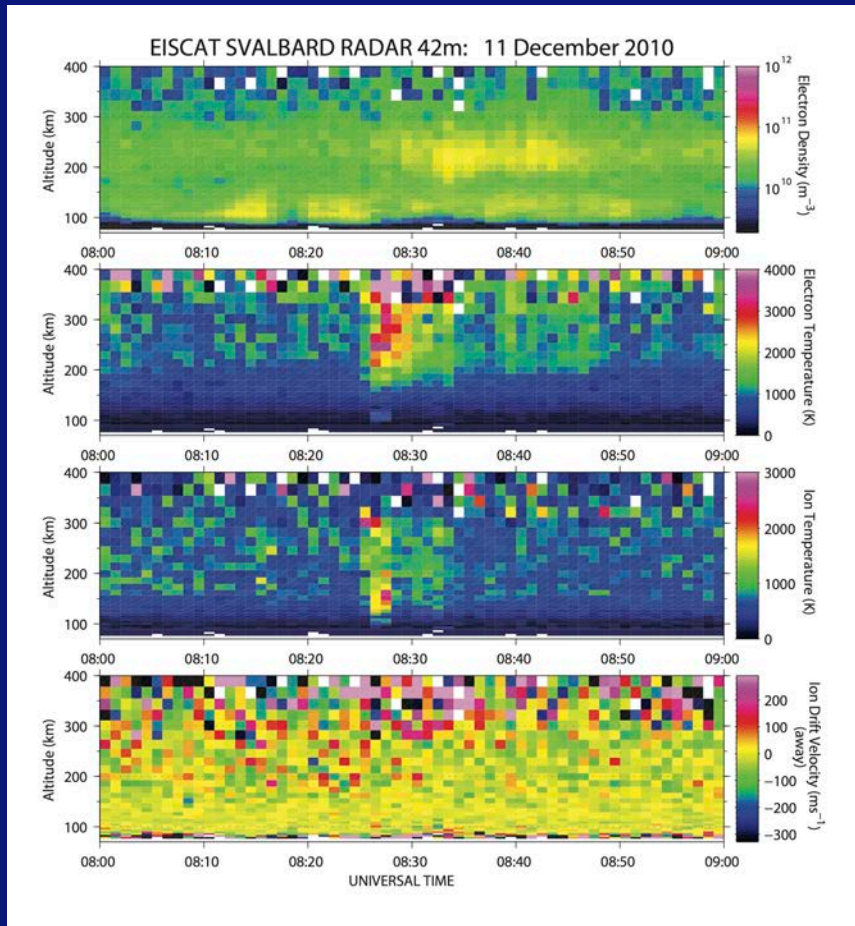 EISCAT SVALBARD RADAR 42m: 11 December 2010
400
300
200
100
Altitude (km)
08:00 08:10 08:20 08:30 08:40 08:50 09:00
10^12
10^11
10^10
Electron Density (m^-3)
400
300
200
100
Altitude (km)
08:00 08:10 08:20 08:30 08:40 08:50 09:00
4000
3000
2000
1000
0
Electron Temperature (K)
400
300
200
100
Altitude (km)
08:00 08:10 08:20 08:30 08:40 08:50 09:00
3000
2000
1000
0
Ion Temperature (K)
400
300
200
100
Altitude (km)
08:00 08:10 08:20 08:30 08:40 08:50 09:00
200
100
0
−100
−200
−300
Ion Drift Velocity (ms^-1)
(away)
UNIVERSAL TIME